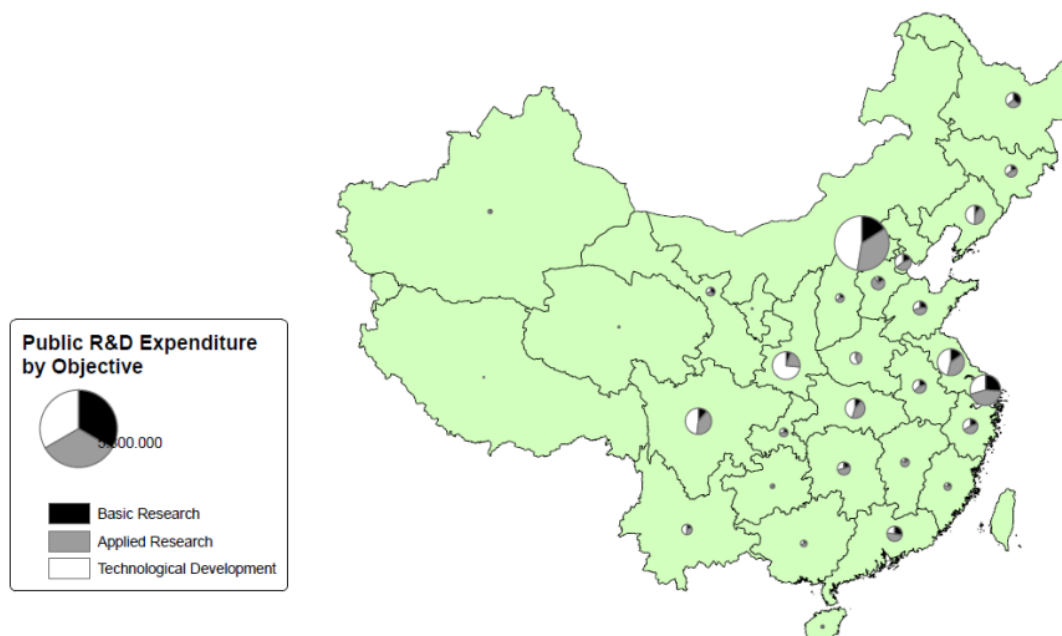 Public R&D Expenditure
by Objective
Basic Research
Applied Research
Technological Development